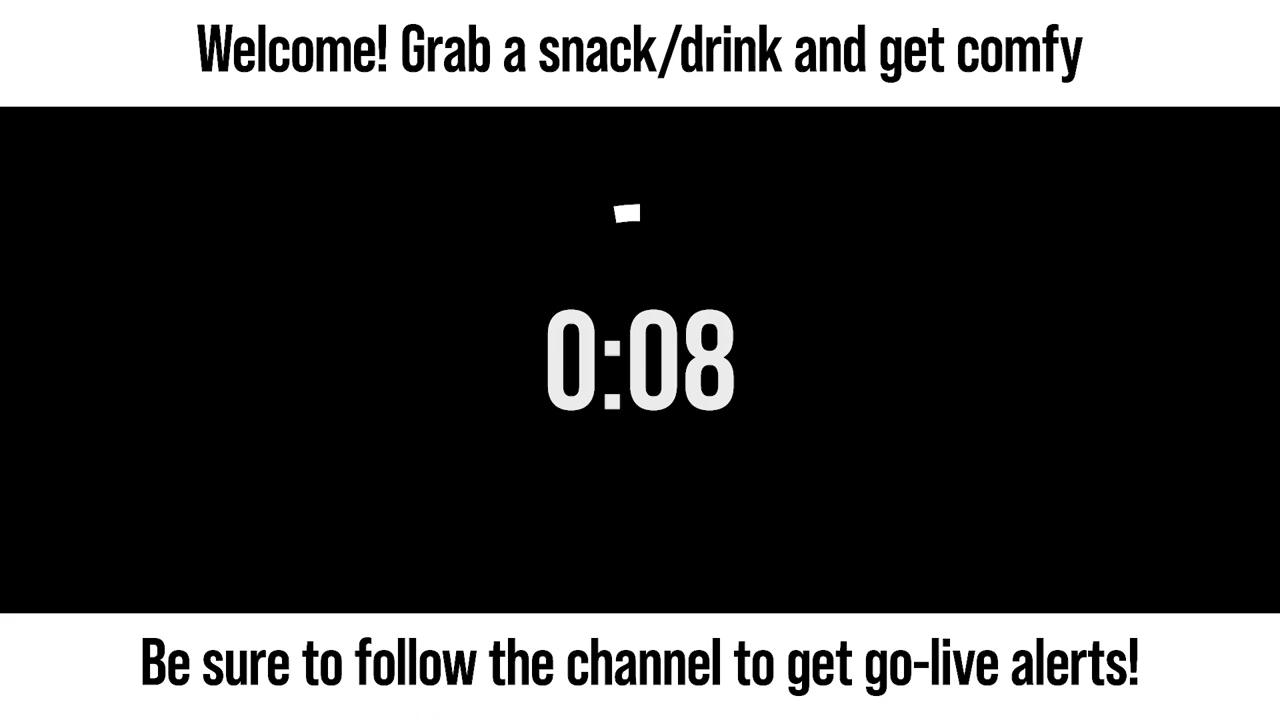 Welcome! Grab a snack/drink and get comfy
0:08
Be sure to follow the channel to get go-live alerts!